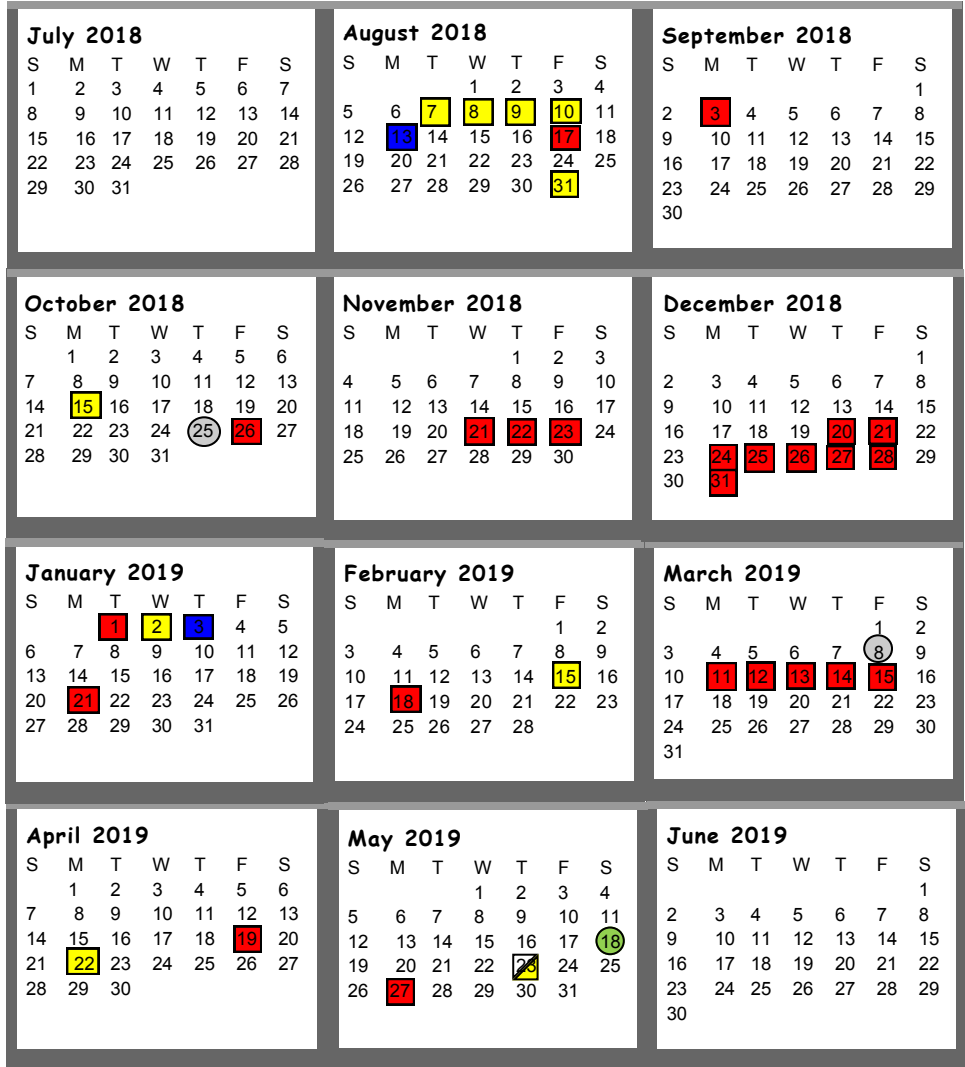 July 2018
S M T W T F S
1 2 3 4 5 6 7
8 9 10 11 12 13 14
15 16 17 18 19 20 21
22 23 24 25 26 27 28
29 30 31
August 2018
S M T W T F S
1 2 3 4
5 6 7 8 9 10 11
12 13 14 15 16 17 18
19 20 21 22 23 24 25
26 27 28 29 30 31
September 2018
S M T W T F S
1
2 3 4 5 6 7 8
9 10 11 12 13 14 15
16 17 18 19 20 21 22
23 24 25 26 27 28 29
30
October 2018
S M T W T F S
1 2 3 4 5 6
7 8 9 10 11 12 13
14 15 16 17 18 19 20
21 22 23 24 25 26 27
28 29 30 31
November 2018
S M T W T F S
1 2 3
4 5 6 7 8 9 10
11 12 13 14 15 16 17
18 19 20 21 22 23 24
25 26 27 28 29 30
December 2018
S M T W T F S
1
2 3 4 5 6 7 8
9 10 11 12 13 14 15
16 17 18 19 20 21 22
23 24 25 26 27 28 29
30 31
January 2019
S M T W T F S
1 2 3 4 5
6 7 8 9 10 11 12
13 14 15 16 17 18 19
20 21 22 23 24 25 26
27 28 29 30 31
February 2019
S M T W T F S
1 2
3 4 5 6 7 8 9
10 11 12 13 14 15 16
17 18 19 20 21 22 23
24 25 26 27 28
March 2019
S M T W T F S
1 2
3 4 5 6 7 8 9
10 11 12 13 14 15 16
17 18 19 20 21 22 23
24 25 26 27 28 29 30
31
April 2019
S M T W T F S
1 2 3 4 5 6
7 8 9 10 11 12 13
14 15 16 17 18 19 20
21 22 23 24 25 26 27
28 29 30
May 2019
S M T W T F S
1 2 3 4
5 6 7 8 9 10 11
12 13 14 15 16 17 18
19 20 21 22 23 24 25
26 27 28 29 30 31
June 2019
S M T W T F S
1
2 3 4 5 6 7 8
9 10 11 12 13 14 15
16 17 18 19 20 21 22
23 24 25 26 27 28 29
30